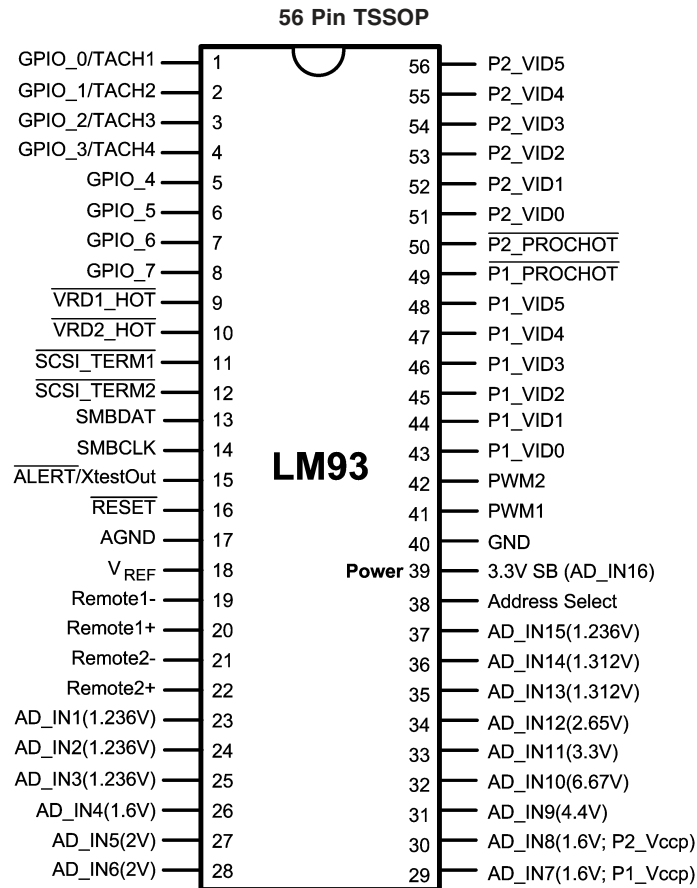 56 Pin TSSOP
GPIO_0/TACH1 1 56 P2_VID5
GPIO_1/TACH2 2 55 P2_VID4
GPIO_2/TACH3 3 54 P2_VID3
GPIO_3/TACH4 4 53 P2_VID2
GPIO_4 5 52 P2_VID1
GPIO_5 6 51 P2_VID0
GPIO_6 7 50 P2_PROCHOT
GPIO_7 8 49 P1_PROCHOT
VRD1_HOT 9 48 P1_VID5
VRD2_HOT 10 47 P1_VID4
SCSI_TERM1 11 46 P1_VID3
SCSI_TERM2 12 45 P1_VID2
SMBDAT 13 44 P1_VID1
SMBCLK 14 43 P1_VID0
LM93
ALERT/XtestOut 15 42 PWM2
RESET 16 41 PWM1
AGND 17 40 GND
VREF 18 Power 39 3.3V SB (AD_IN16)
Remote1- 19 38 Address Select
Remote1+ 20 37 AD_IN15(1.236V)
Remote2- 21 36 AD_IN14(1.312V)
Remote2+ 22 35 AD_IN13(1.312V)
AD_IN1(1.236V) 23 34 AD_IN12(2.65V)
AD_IN2(1.236V) 24 33 AD_IN11(3.3V)
AD_IN3(1.236V) 25 32 AD_IN10(6.67V)
AD_IN4(1.6V) 26 31 AD_IN9(4.4V)
AD_IN5(2V) 27 30 AD_IN8(1.6V; P2_Vccp)
AD_IN6(2V) 28 29 AD_IN7(1.6V; P1_Vccp)